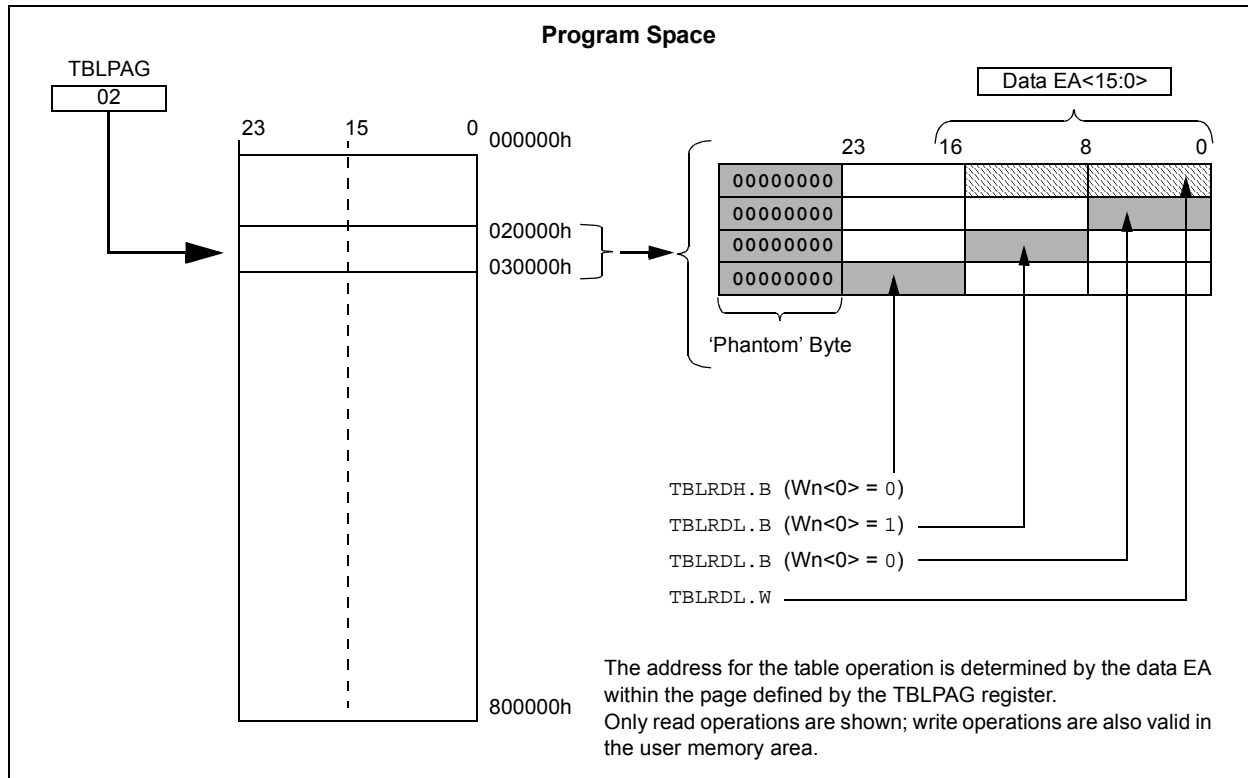 Program Space
TBLPAG
02
Data EA<15:0>
23 15 0
000000h
23 16 8 0
00000000
00000000
00000000
00000000
020000h
030000h
‘Phantom’ Byte
TBLRDH.B (Wn<0> = 0)
TBLRDL.B (Wn<0> = 1)
TBLRDL.B (Wn<0> = 0)
TBLRDL.W
800000h
The address for the table operation is determined by the data EA
within the page defined by the TBLPAG register.
Only read operations are shown; write operations are also valid in
the user memory area.